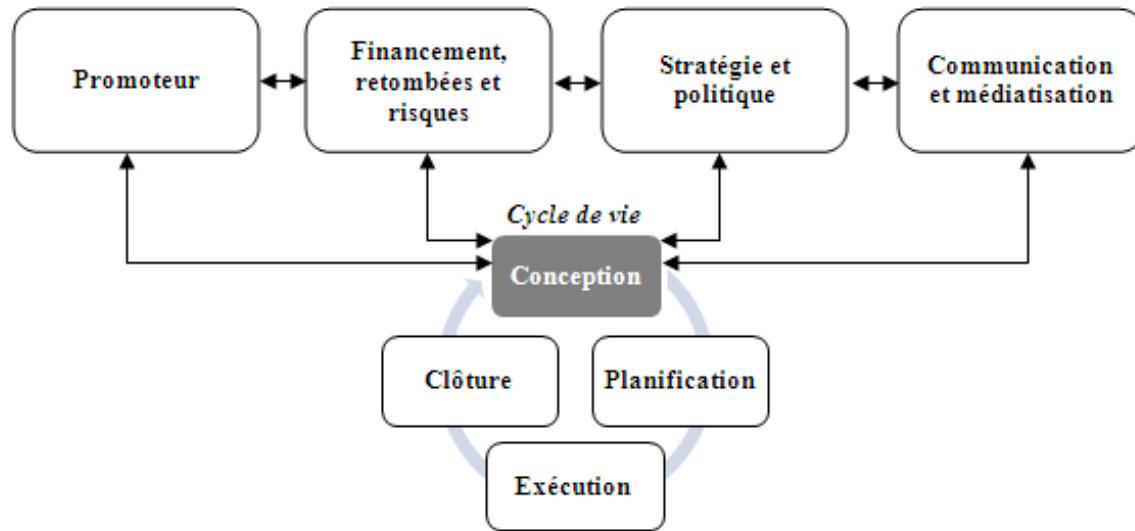 Promoteur
Financement,
retombées et
risques
Stratégie et
politique
Communication
et médiatisation
Cycle de vie
Conception
Clôture
Planification
Exécution